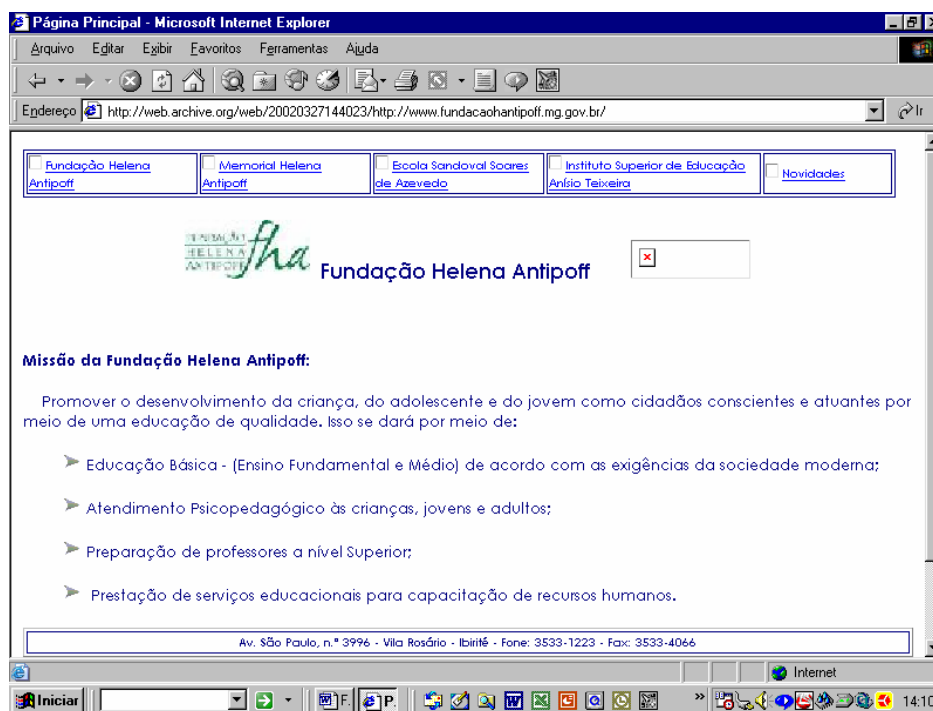 Página Principal - Microsoft Internet Explorer
Arquivo Editar Exibir Favoritos Ferramentas Ajuda
Endereço http://web.archive.org/web/20020327144023/http://www.fundacaohantipoff.mg.gov.br/ Ir
Fundação Helena Antipoff
Memorial Helena Antipoff
Escola Sandoval Soares de Azevedo
Instituto Superior de Educação Anísio Teixeira
Novidades
FUNDAÇÃO
HELENA
ANTIPOFF
fha
Fundação Helena Antipoff
Missão da Fundação Helena Antipoff:
Promover o desenvolvimento da criança, do adolescente e do jovem como cidadãos conscientes e atuantes por
meio de uma educação de qualidade. Isso se dará por meio de:
Educação Básica - (Ensino Fundamental e Médio) de acordo com as exigências da sociedade moderna;
Atendimento Psicopedagógico às crianças, jovens e adultos;
Preparação de professores a nível Superior;
Prestação de serviços educacionais para capacitação de recursos humanos.
Av. São Paulo, n.º 3996 - Vila Rosário - Ibirité - Fone: 3533-1223 - Fax: 3533-4066
Internet
Iniciar F. P. » 14:10